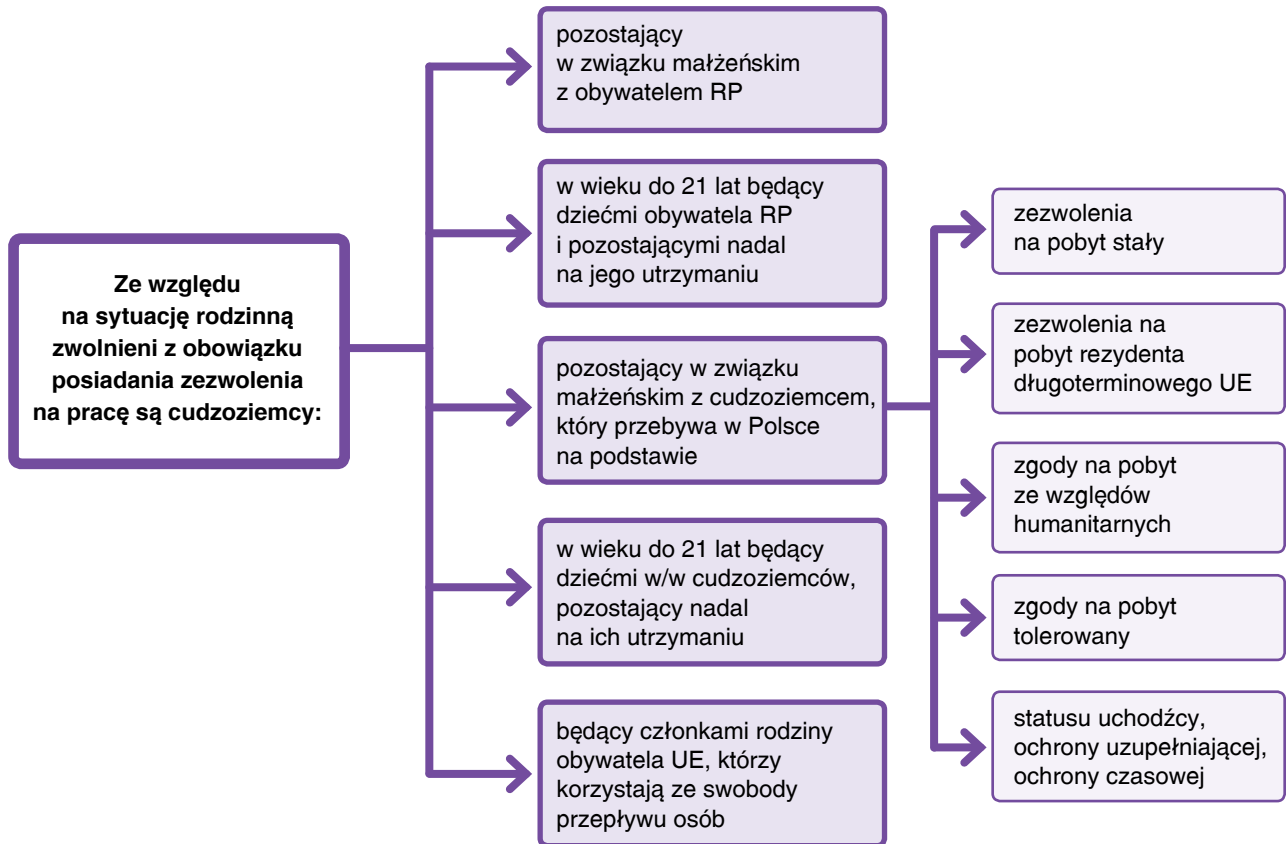 Ze względu
na sytuację rodzinną
zwolnieni z obowiązku
posiadania zezwolenia
na pracę są cudzoziemcy:
pozostający
w związku małżeńskim
z obywatelem RP
w wieku do 21 lat będący
dziećmi obywatela RP
i pozostającymi nadal
na jego utrzymaniu
pozostający w związku
małżeńskim z cudzoziemcem,
który przebywa w Polsce
na podstawie
zezwolenia
na pobyt stały
zezwolenia na
pobyt rezydenta
długoterminowego UE
zgody na pobyt
ze względów
humanitarnych
zgody na pobyt
tolerowany
statusu uchodźcy,
ochrony uzupełniającej,
ochrony czasowej
w wieku do 21 lat będący
dziećmi w/w cudzoziemców,
pozostający nadal
na ich utrzymaniu
będący członkami rodziny
obywatela UE, którzy
korzystają ze swobody
przepływu osób